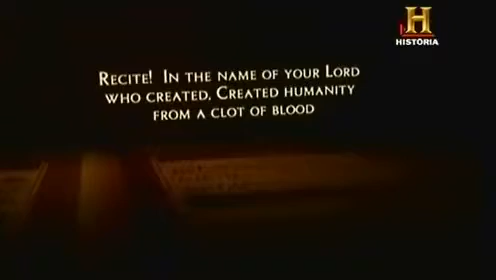 H
HISTÓRIA
RECITE! IN THE NAME OF YOUR LORD
WHO CREATED. CREATED HUMANITY
FROM A CLOT OF BLOOD